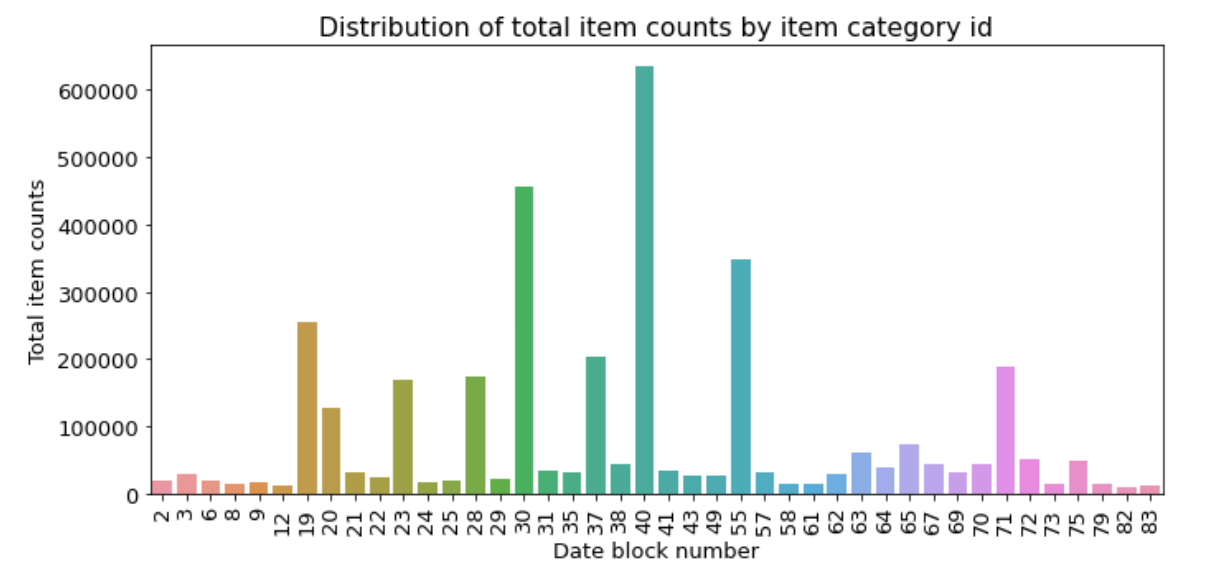 Distribution of total item counts by item category id
Total item counts
600000
500000
400000
300000
200000
100000
0
2 3 6 8 9 12 19 20 21 22 23 24 25 28 29 30 31 35 37 38 40 41 43 49 55 57 58 61 62 63 64 65 67 69 70 71 72 73 75 79 82 83
Date block number